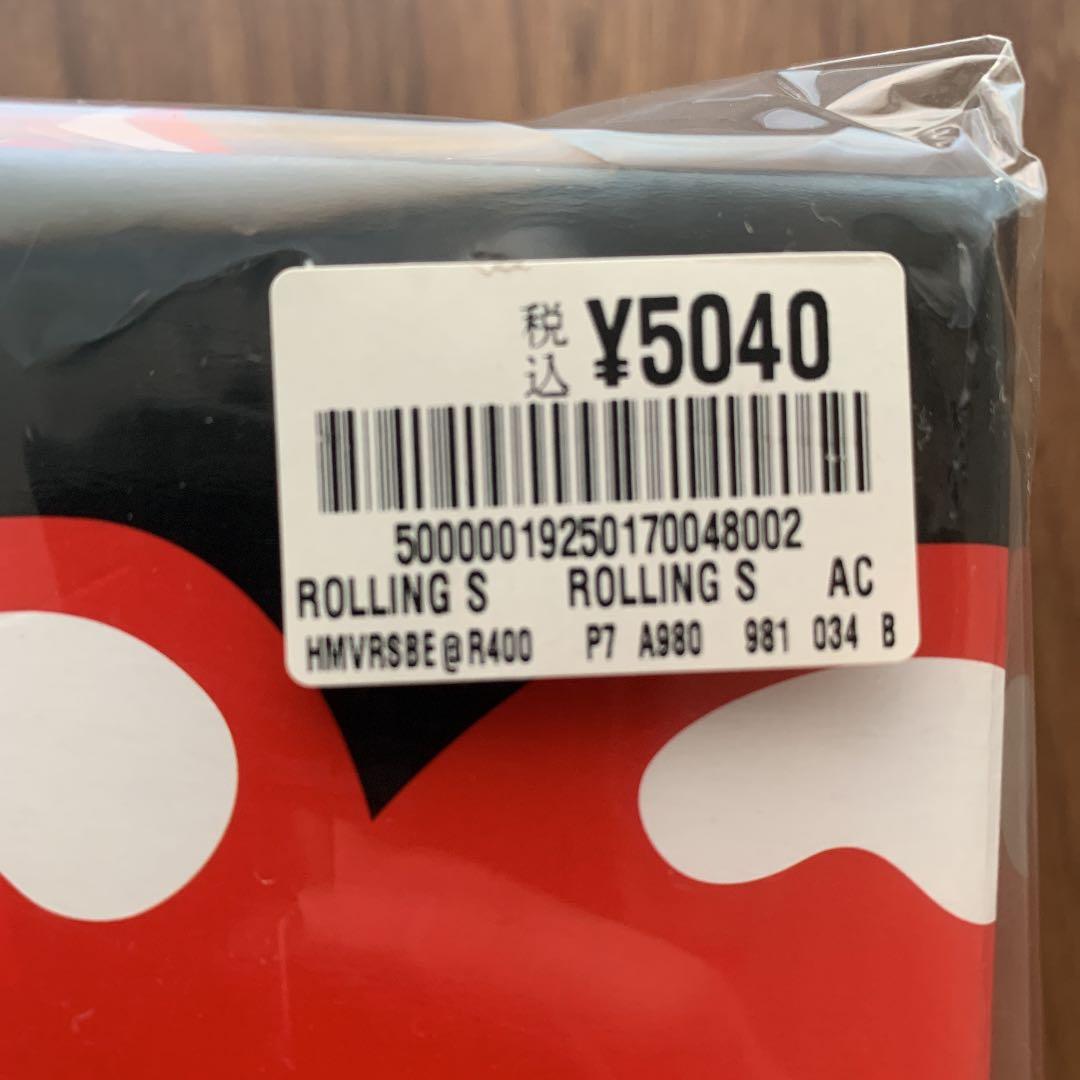 税込 ¥5040
50000019250170048002
ROLLING S ROLLING S AC
HMVRSBE@R400 P7 A980 981 034 B